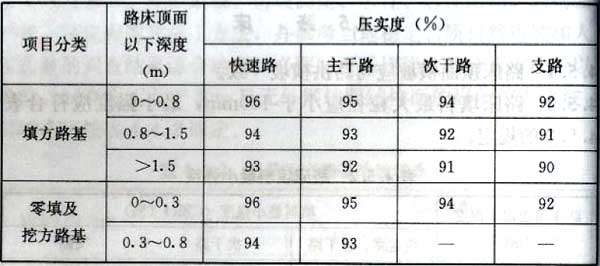 项目分类 路床顶面以下深度(m) 压实度（%）
快速路 主干路 次干路 支路
填方路基 0～0.8 96 95 94 92
0.8～1.5 94 93 92 91
>1.5 93 92 91 90
零填及挖方路基 0～0.3 96 95 94 92
0.3～0.8 94 93 — —